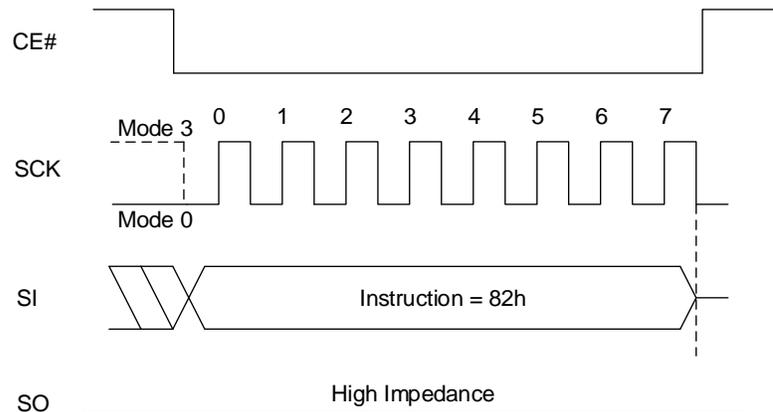 CE#
0 1 2 3 4 5 6 7
Mode 3
SCK
Mode 0
SI
Instruction = 82h
SO
High Impedance